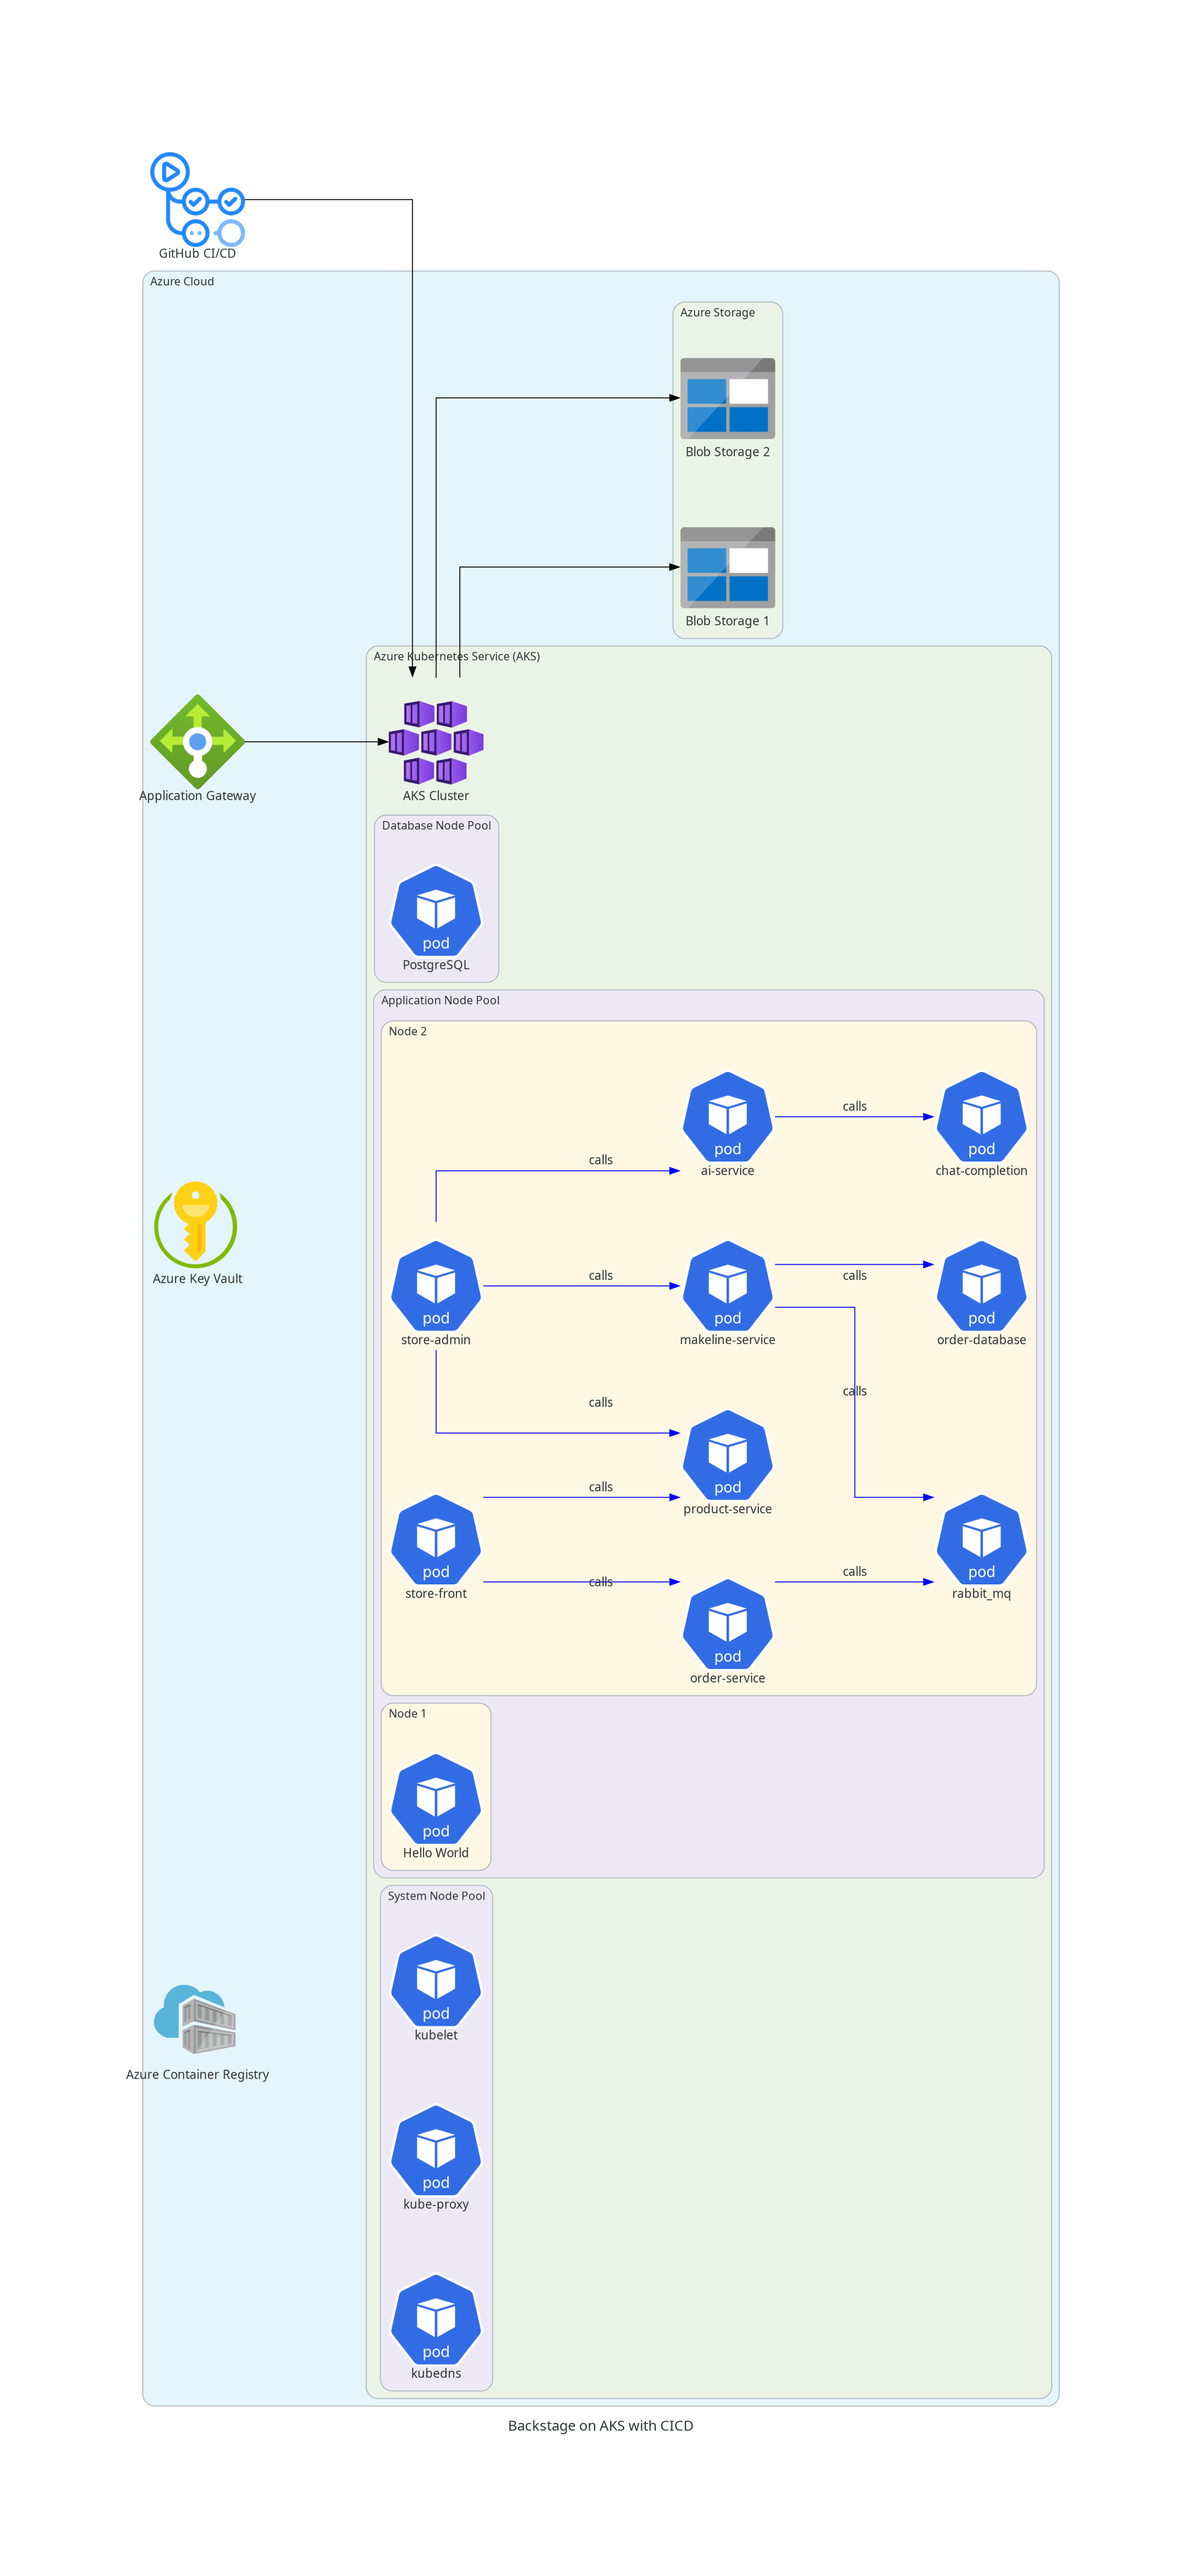 GitHub CI/CD
Azure Cloud
Azure Storage
Blob Storage 2
Blob Storage 1
Azure Kubernetes Service (AKS)
Application Gateway
AKS Cluster
Database Node Pool
pod
PostgreSQL
Application Node Pool
Node 2
pod
ai-service
calls
pod
chat-completion
calls
Azure Key Vault
pod
store-admin
calls
pod
makeline-service
calls
pod
order-database
calls
calls
pod
product-service
calls
pod
store-front
calls
pod
order-service
calls
pod
rabbit_mq
Node 1
pod
Hello World
System Node Pool
pod
kubelet
Azure Container Registry
pod
kube-proxy
pod
kubedns
Backstage on AKS with CICD